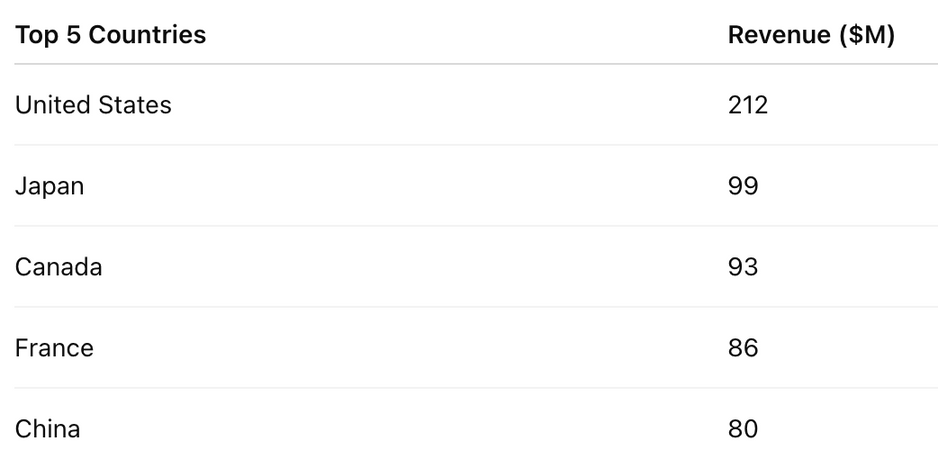 Top 5 Countries Revenue ($M)
United States 212
Japan 99
Canada 93
France 86
China 80